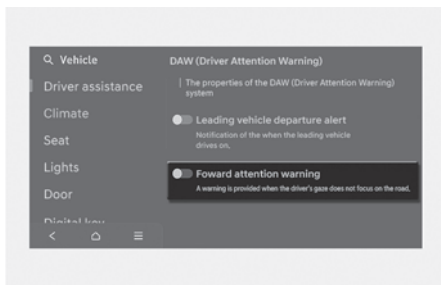 Vehicle
Driver assistance
Climate
Seat
Lights
Door
Digital key
DAW (Driver Attention Warning)
The properties of the DAW (Driver Attention Warning)
system
Leading vehicle departure alert
Notification of the when the leading vehicle
drives on,
Foward attention warning
A warning is provided when the driver's gaze does not focus on the road,